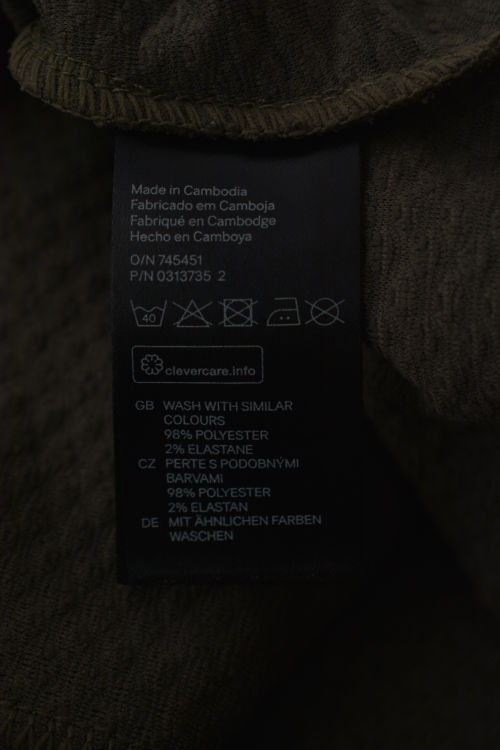 Made in Cambodia
Fabricado em Camboja
Fabriqué en Cambodge
Hecho en Camboya
O/N 745451
P/N 0313735 2
40
clevercare.info
GB WASH WITH SIMILAR
COLOURS
98% POLYESTER
2% ELASTANE
CZ PERTE S PODOBNÝMI
BARVAMI
98% POLYESTER
2% ELASTAN
DE MIT ÄHNLICHEN FARBEN
WASCHEN